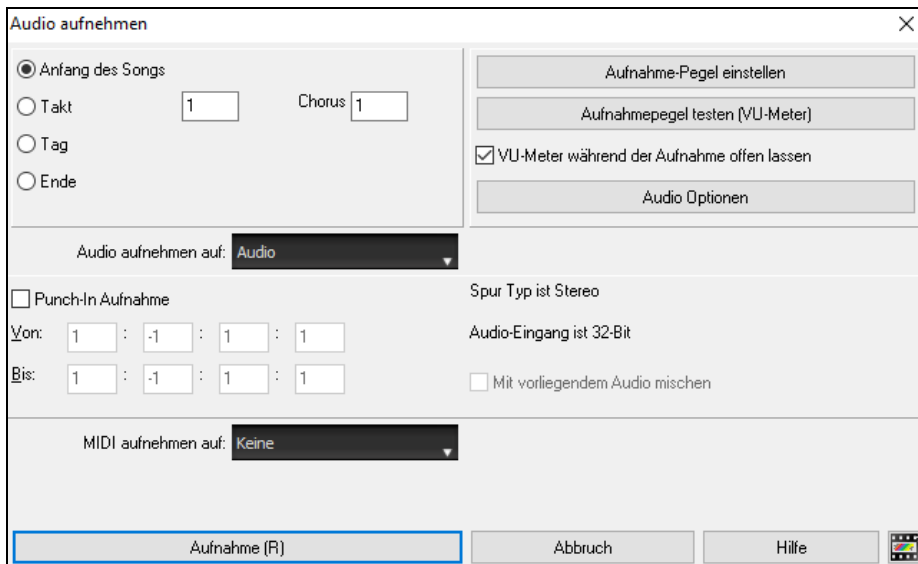 Audio aufnehmen
Anfang des Songs
Takt 1 Chorus 1
Tag
Ende
Aufnahme-Pegel einstellen
Aufnahmepegel testen (VU-Meter)
VU-Meter während der Aufnahme offen lassen
Audio Optionen
Audio aufnehmen auf: Audio
Punch-In Aufnahme
Von: 1 : -1 : 1 : 1
Bis: 1 : -1 : 1 : 1
Spur Typ ist Stereo
Audio-Eingang ist 32-Bit
Mit vorliegendem Audio mischen
MIDI aufnehmen auf: Keine
Aufnahme (R) Abbruch Hilfe